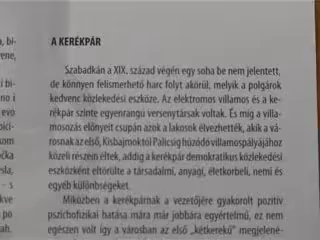 A KERÉKPÁR
Szabadkán a XIX. század végén egy soha be nem jelentett,
de könnyen felismerhető harc folyt akörül, melyik a polgárok
kedvenc közlekedési eszköze. Az elektromos villamos és a ke-
rékpár szinte egyenrangú versenytársak voltak. És míg a villa-
mosozás előnyeit csupán azok a lakosok élvezhették, akik a vá-
rosnak az első, Kisbajmoktól Palicsig húzódó villamospályájához
közeli részein éltek, addig a kerékpár demokratikus közlekedési
eszközként eltörülte a társadalmi, anyagi, életkorbeli, nemi és
egyéb különbségeket.
Miközben a kerékpárnak a vezetőjére gyakorolt pozitív
pszichofizikai hatása mára már jobbára egyértelmű, ez nem
egészen volt így a városban az első „kétkerekű” megjelené-